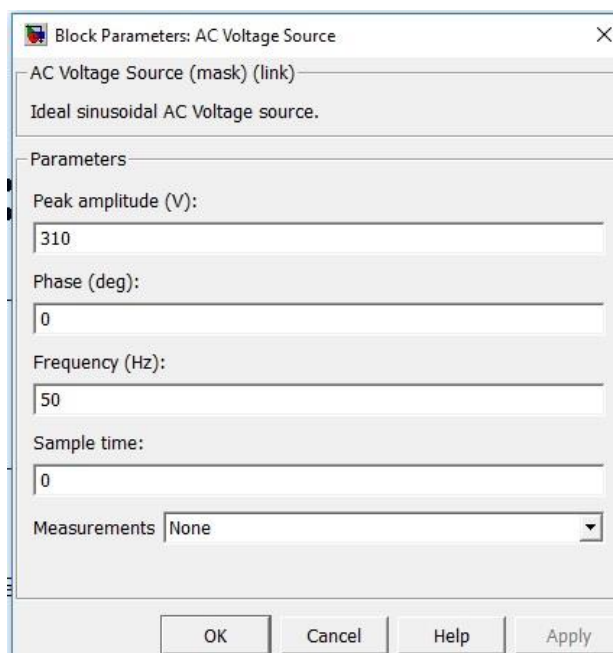 Block Parameters: AC Voltage Source
AC Voltage Source (mask) (link)
Ideal sinusoidal AC Voltage source.
Parameters
Peak amplitude (V):
310
Phase (deg):
0
Frequency (Hz):
50
Sample time:
0
Measurements None
OK Cancel Help Apply